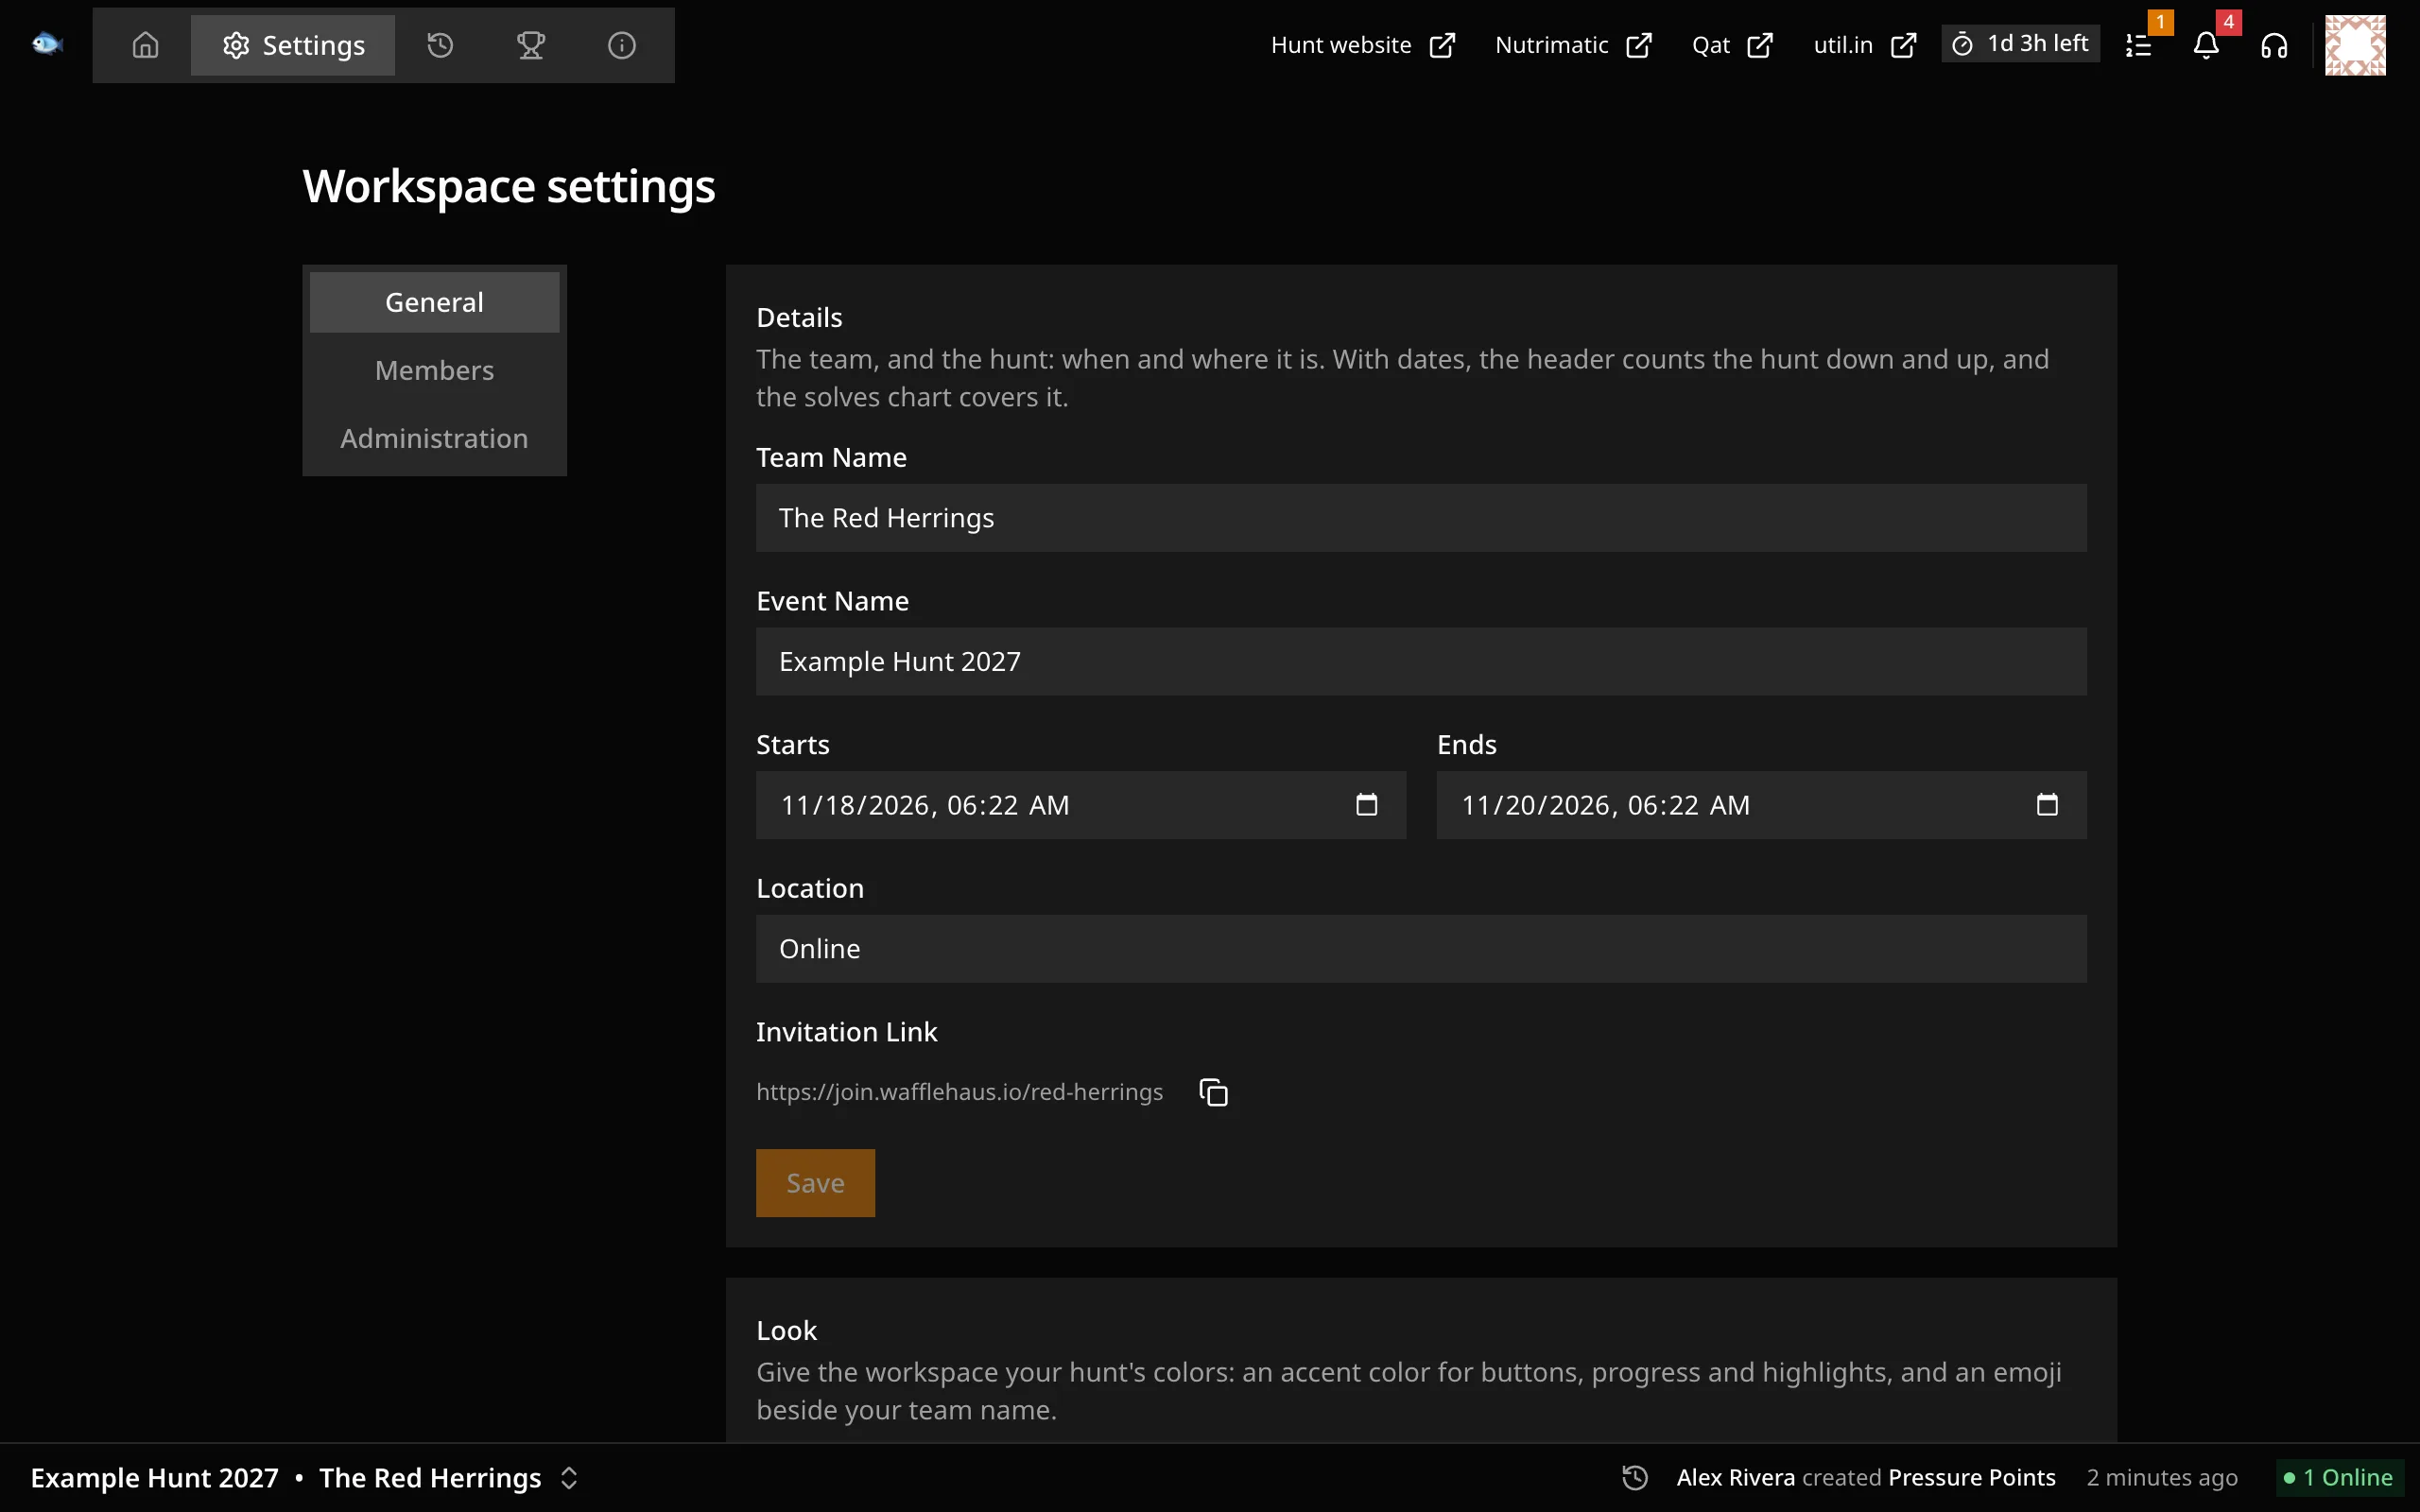 Settings
Hunt website
Nutrimatic
Qat
util.in
1d 3h left
1
4
Workspace settings
General
Members
Administration
Details
The team, and the hunt: when and where it is. With dates, the header counts the hunt down and up, and
the solves chart covers it.
Team Name
The Red Herrings
Event Name
Example Hunt 2027
Starts
Ends
11/18/2026, 06:22 AM
11/20/2026, 06:22 AM
Location
Online
Invitation Link
https://join.wafflehaus.io/red-herrings
Save
Look
Give the workspace your hunt's colors: an accent color for buttons, progress and highlights, and an emoji
beside your team name.
Example Hunt 2027 • The Red Herrings
Alex Rivera created Pressure Points 2 minutes ago
1 Online